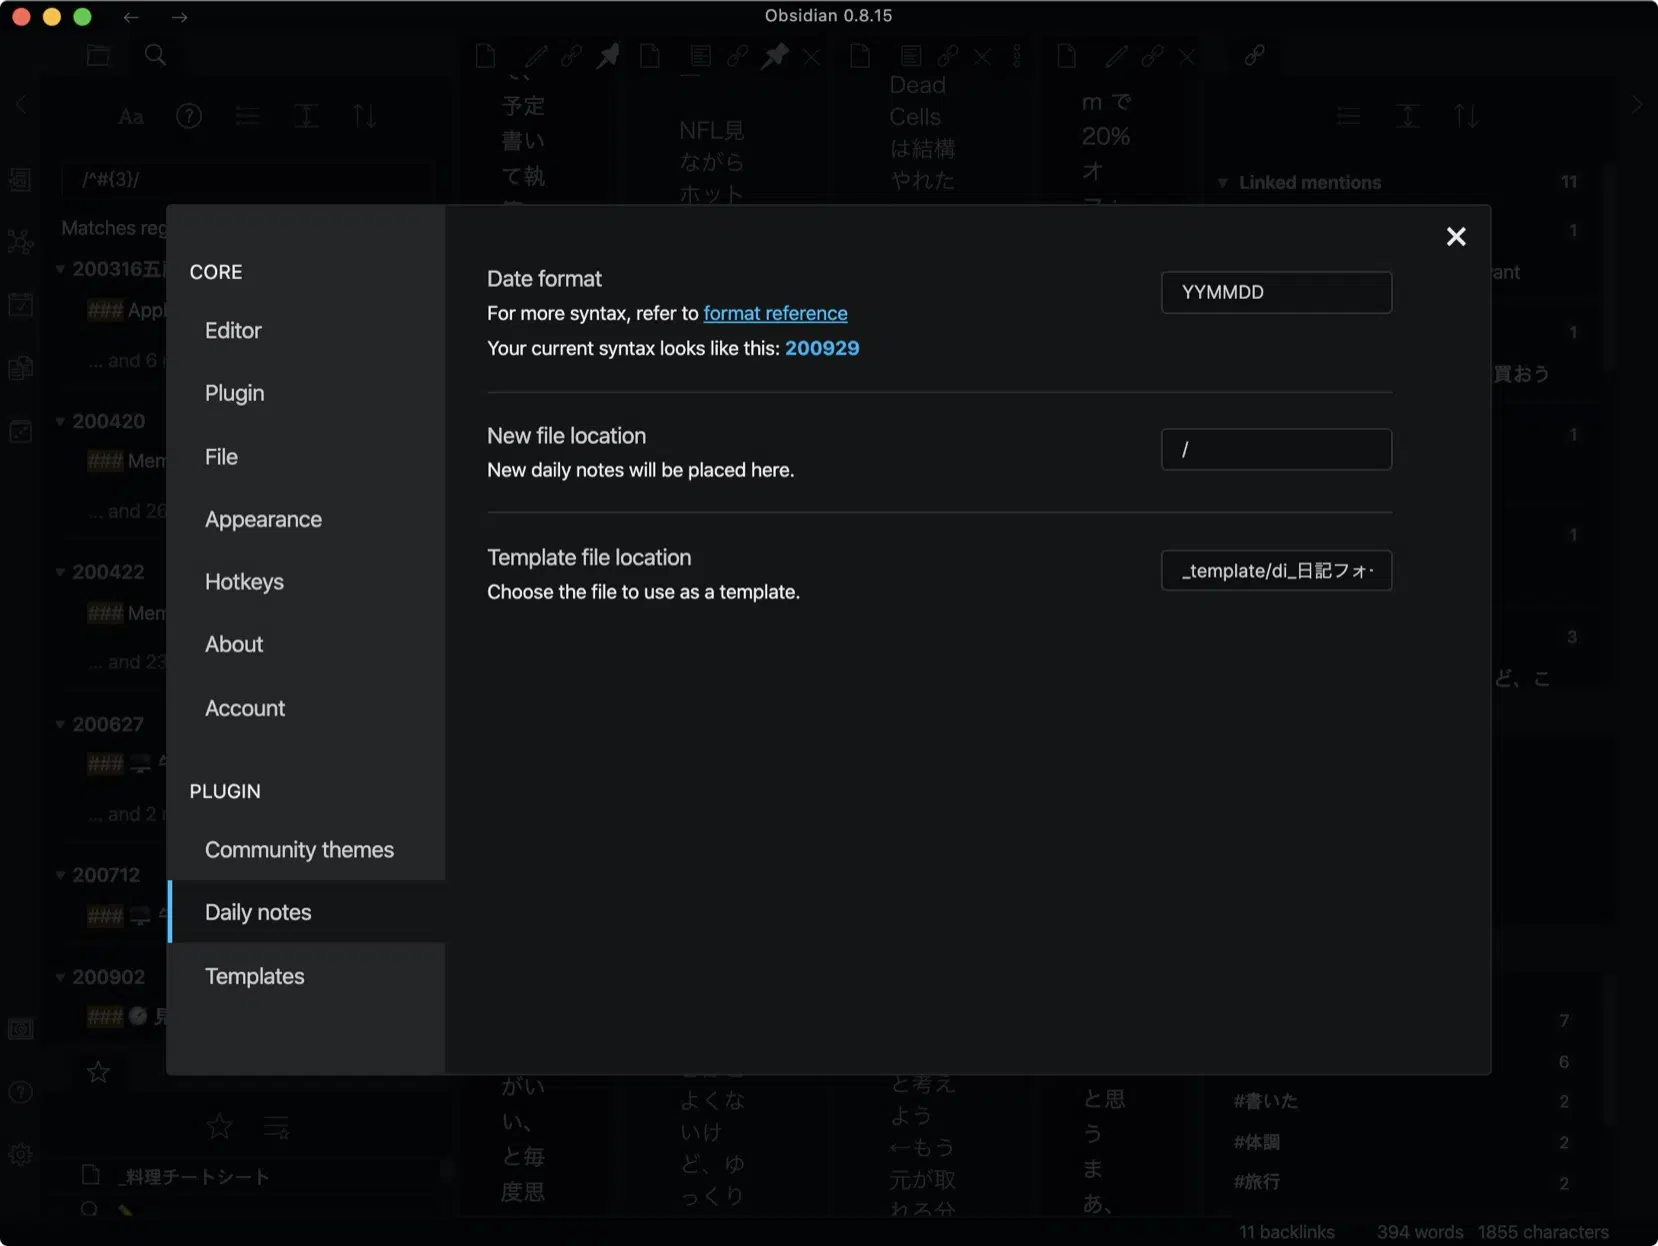 Obsidian 0.8.15
Aa
/^#{3}/
Matches reg
200316五
### Appl
... and 6
200420
### Mem
... and 26
200422
### Mem
... and 23
200627
###
... and 2
200712
###
200902
### 見
_料理チートシート
予定
書い
て執
NFL見
ながら
ホット
Dead
Cells
は結構
やれた
m で
20%
オ
Linked mentions 11
1
ant
1
買おう
1
1
3
ど、こ
CORE
Editor
Plugin
File
Appearance
Hotkeys
About
Account
PLUGIN
Community themes
Daily notes
Templates
Date format
For more syntax, refer to format reference
Your current syntax looks like this: 200929
YYMMDD
New file location
New daily notes will be placed here.
/
Template file location
Choose the file to use as a template.
_template/di_日記フォ
がい
い、
と毎
度思
よくな
いけ
ど、ゆ
っくり
と考え
よう
←もう
元が取
れる分
と思
う
ま
あ、
7
6
#書いた 2
#体調 2
#旅行 2
11 backlinks 394 words 1855 characters